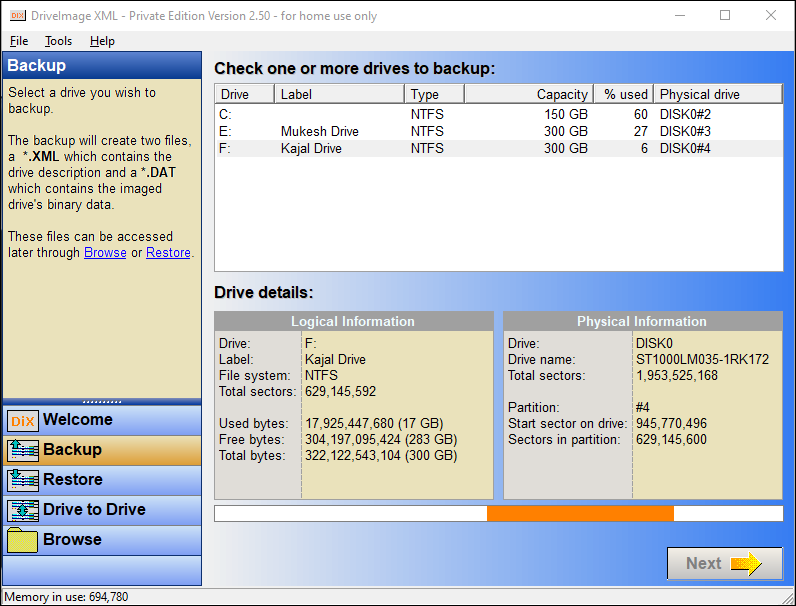 DiX DriveImage XML - Private Edition Version 2.50 - for home use only
File Tools Help
Backup
Select a drive you wish to
backup.
The backup will create two files,
a *.XML which contains the
drive description and a *.DAT
which contains the imaged
drive's binary data.
These files can be accessed
later through Browse or Restore.
DiX Welcome
Backup
Restore
Drive to Drive
Browse
Check one or more drives to backup:
Drive Label Type Capacity % used Physical drive
C: NTFS 150 GB 60 DISK0#2
E: Mukesh Drive NTFS 300 GB 27 DISK0#3
F: Kajal Drive NTFS 300 GB 6 DISK0#4
Drive details:
Logical Information
Drive: F:
Label: Kajal Drive
File system: NTFS
Total sectors: 629,145,592
Used bytes: 17,925,447,680 (17 GB)
Free bytes: 304,197,095,424 (283 GB)
Total bytes: 322,122,543,104 (300 GB)
Physical Information
Drive: DISK0
Drive name: ST1000LM035-1RK172
Total sectors: 1,953,525,168
Partition: #4
Start sector on drive: 945,770,496
Sectors in partition: 629,145,600
Next
Memory in use: 694,780